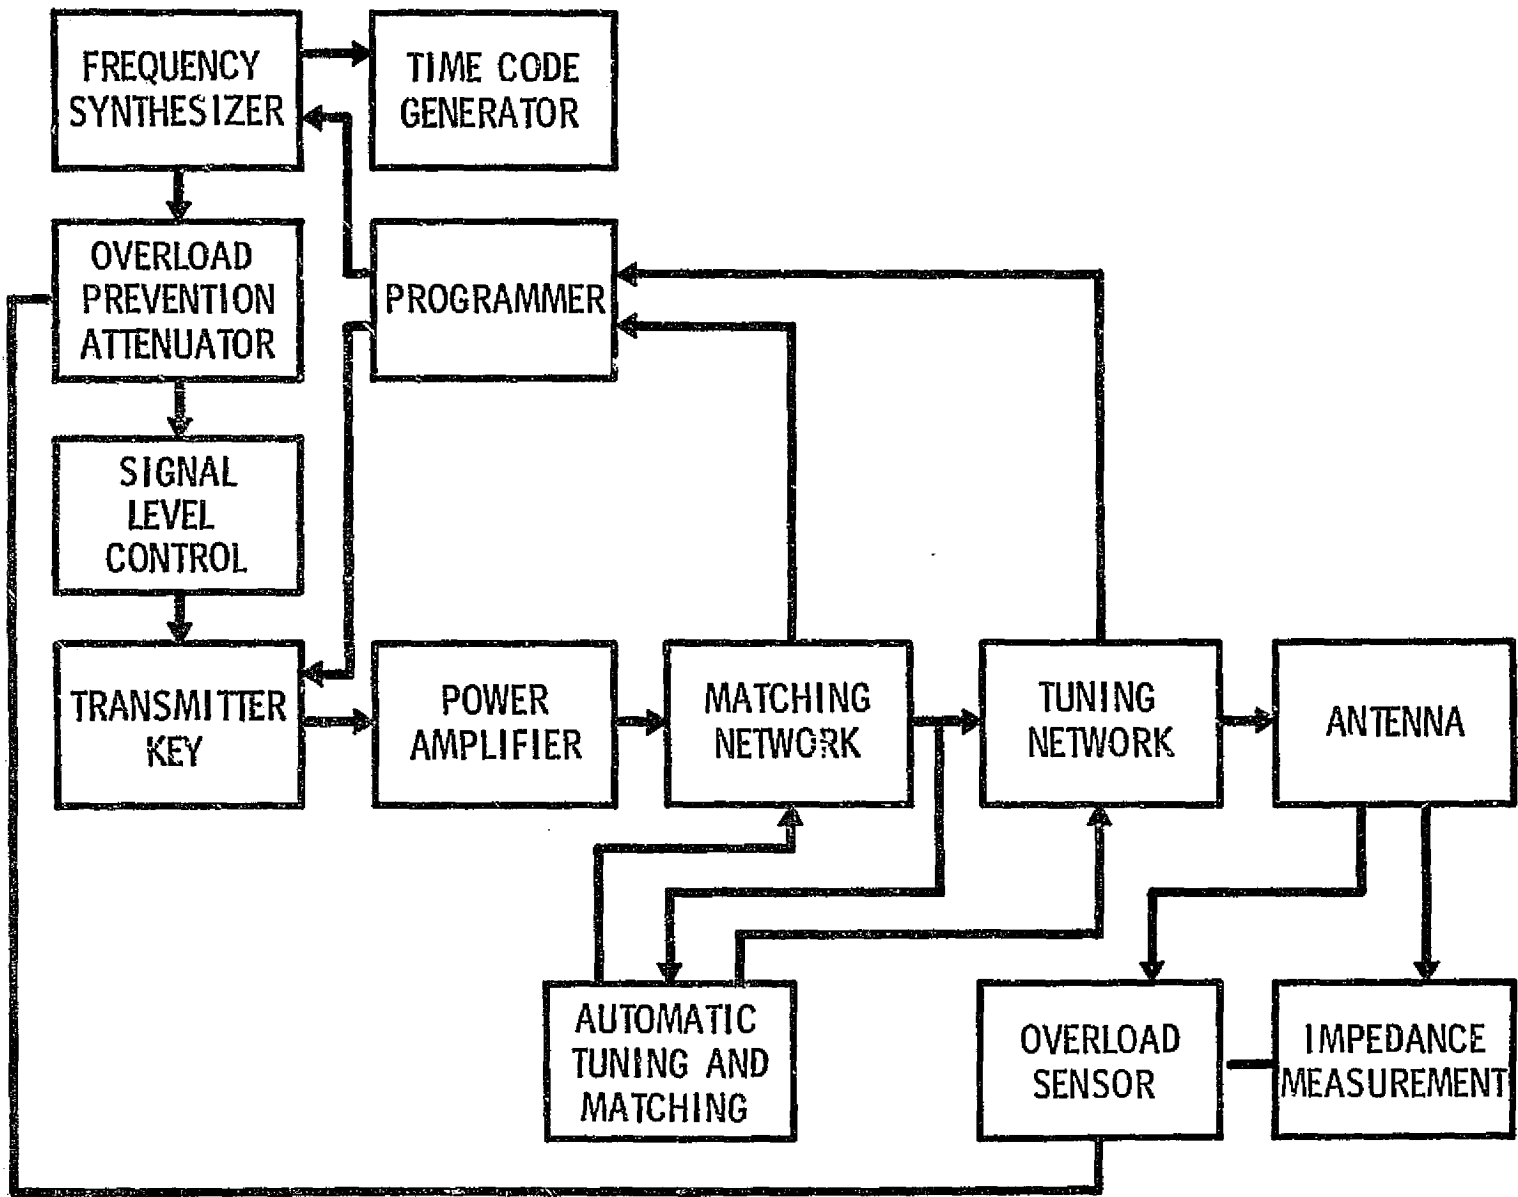 FREQUENCY
SYNTHESIZER
TIME CODE
GENERATOR
OVERLOAD
PREVENTION
ATTENUATOR
PROGRAMMER
SIGNAL
LEVEL
CONTROL
TRANSMITTER
KEY
POWER
AMPLIFIER
MATCHING
NETWORK
TUNING
NETWORK
ANTENNA
AUTOMATIC
TUNING AND
MATCHING
OVERLOAD
SENSOR
IMPEDANCE
MEASUREMENT